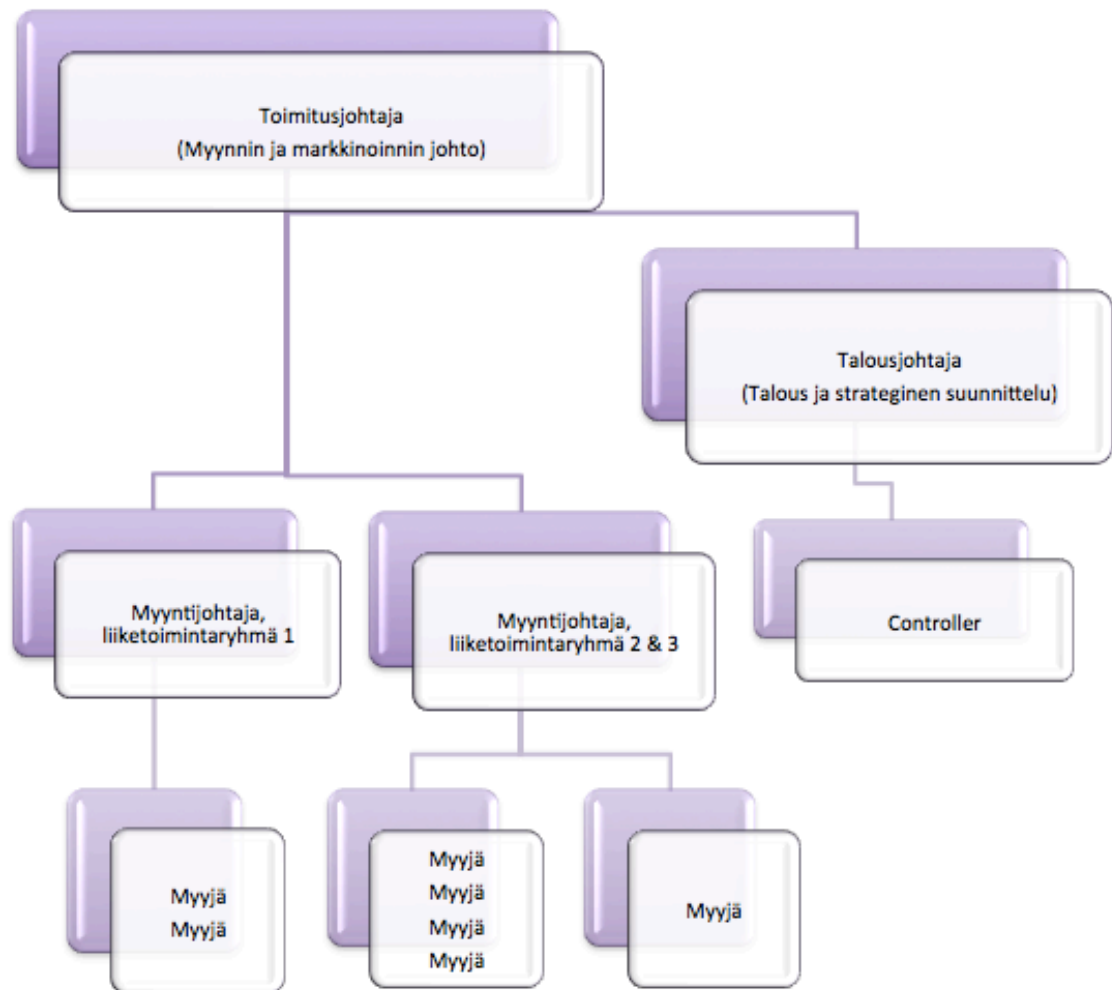 Toimitusjohtaja
(Myynnin ja markkinoinnin johto)
Talousjohtaja
(Talous ja strateginen suunnittelu)
Myyntijohtaja,
liiketoimintaryhmä 1
Myyntijohtaja,
liiketoimintaryhmä 2 & 3
Controller
Myyjä
Myyjä
Myyjä
Myyjä
Myyjä
Myyjä
Myyjä